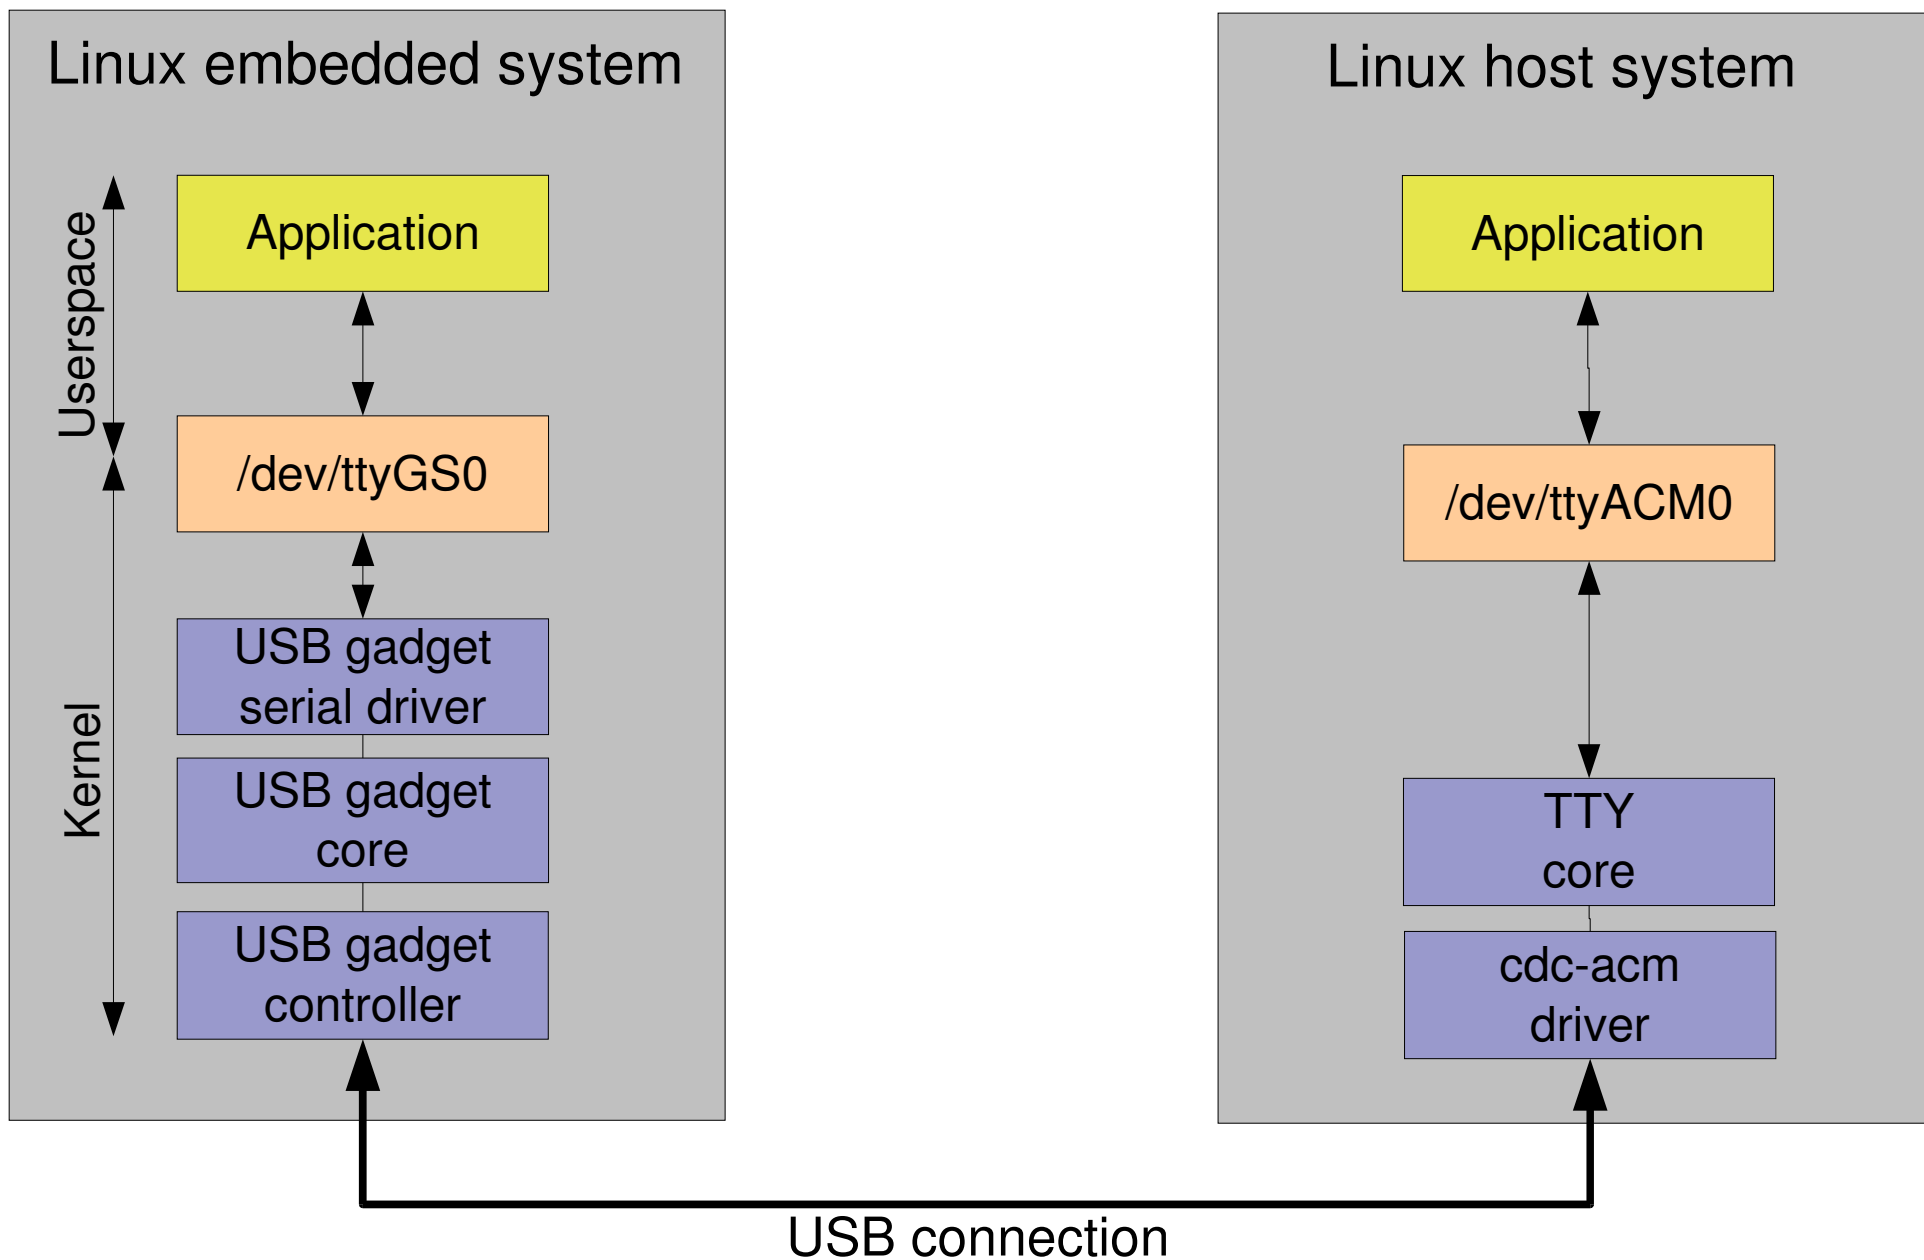 Linux embedded system
Userspace
Kernel
Application
/dev/ttyGS0
USB gadget
serial driver
USB gadget
core
USB gadget
controller
Linux host system
Application
/dev/ttyACM0
TTY
core
cdc-acm
driver
USB connection